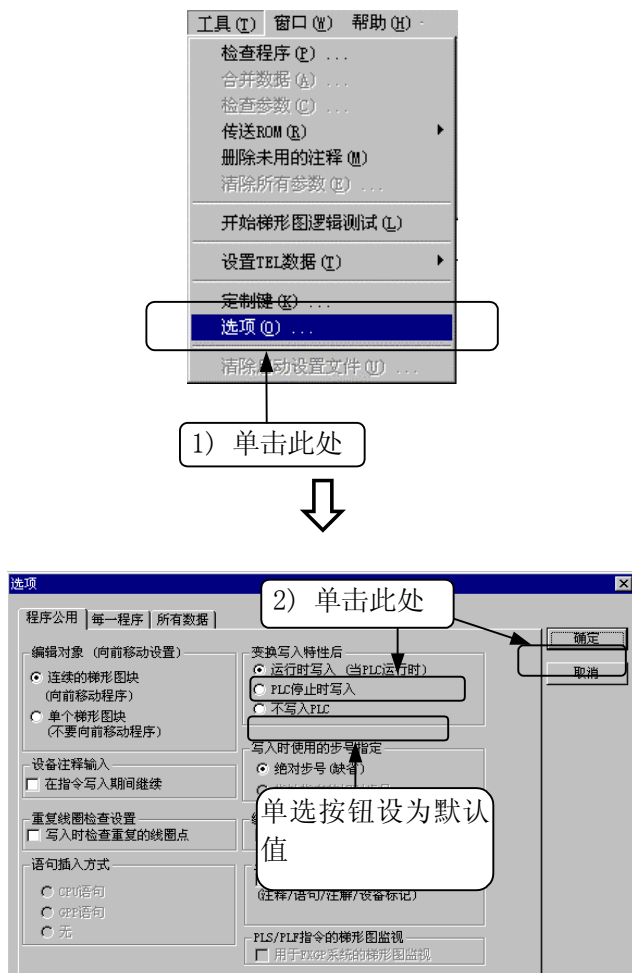 工具(T) 窗口(W) 帮助(H)
检查程序(P) ...
合并数据(A) ...
检查参数(C) ...
传送ROM(R)
删除未用的注释(M)
清除所有参数(E) ...
开始梯形图逻辑测试(L)
设置TEL数据(T)
定制键(K) ...
选项(O) ...
清除启动设置文件(U) ...
1) 单击此处
选项
2) 单击此处
程序公用 每一程序 所有数据
确定
取消
编辑对象 (向前移动设置)
连续的梯形图块
(向前移动程序)
单个梯形图块
(不要向前移动程序)
变换写入特性后
运行时写入 (当PLC运行时)
PLC停止时写入
不写入PLC
设备注释输入
在指令写入期间继续
写入时使用的步号指定
绝对步号(缺省)
单选按钮设为默认
值
重复线圈检查设置
写入时检查重复的线圈点
语句插入方式
CPU语句
GPP语句
无
(注释/语句/注解/设备标记)
PLS/PLF指令的梯形图监视
用于FXGP系统的梯形图监视